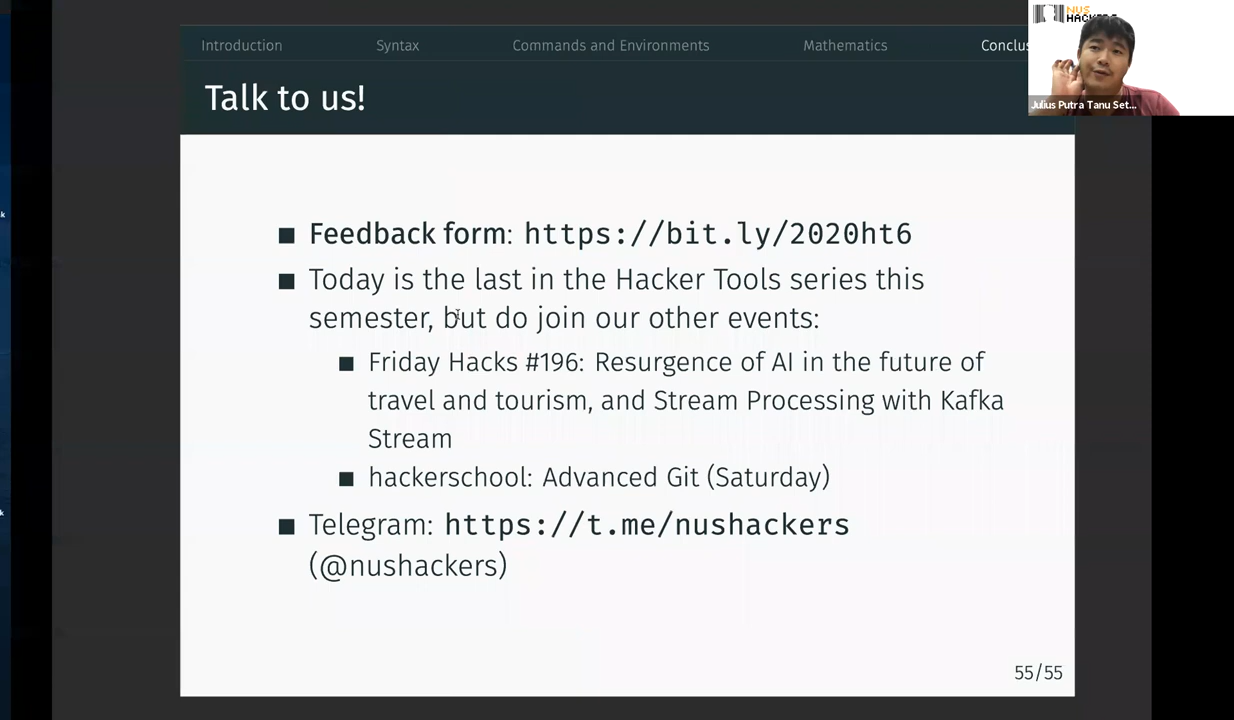 Introduction Syntax Commands and Environments Mathematics Conclus
NUS
HACKERS
Talk to us!
Julius Putra Tanu Set...
Feedback form: https://bit.ly/2020ht6
Today is the last in the Hacker Tools series this
semester, but do join our other events:
Friday Hacks #196: Resurgence of AI in the future of
travel and tourism, and Stream Processing with Kafka
Stream
hackerschool: Advanced Git (Saturday)
Telegram: https://t.me/nushackers
(@nushackers)
55/55